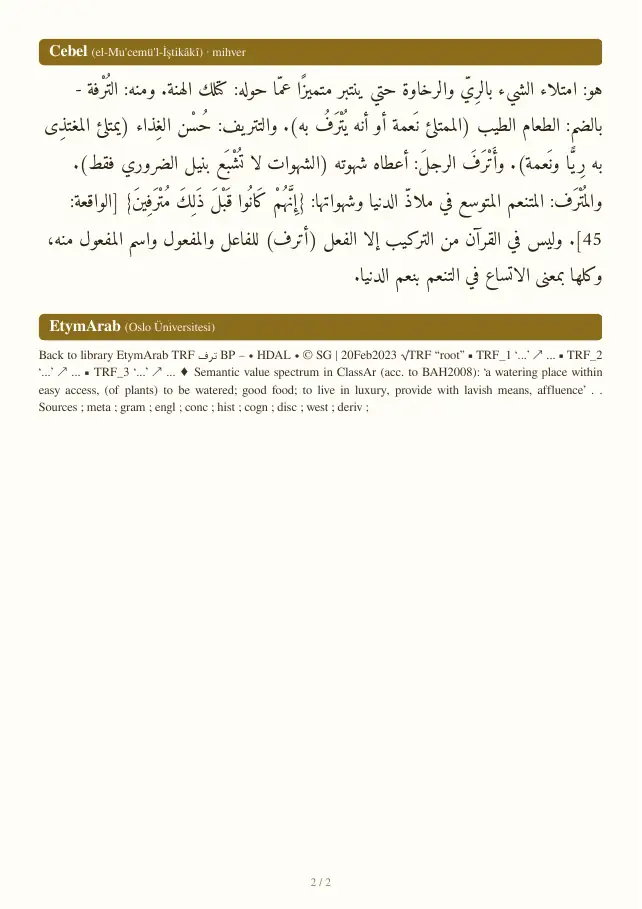 Cebel (el-Mu'cemü'l-İştikâkî) · mihver
هو: امتلاء الشيء بالرِيّ والرخاوة حتي ينتبر متميزًا عمّا حوله: كتلك الهنة. ومنه: التُرْفة -
بالضم: الطعام الطيب (الممتلئ نَعمة أو أنه يُتْرَفُ به). والتتريف: حُسْن الغِذاء (يمتلئ المغتذِى
به رِيًّا ونَعمة). وأَتْرَفَ الرجلَ: أعطاه شهوته (الشهوات لا تُشْبَع بنيل الضروري فقط).
والمُتْرَف: المتنعم المتوسع في ملاذّ الدنيا وشهواتها: {إِنَّهُمْ كَانُوا قَبْلَ ذَلِكَ مُتْرَفِينَ} [الواقعة:
45]. وليس في القرآن من التركيب إلا الفعل (أترف) للفاعل والمفعول واسم المفعول منه،
وكلها بمعنى الاتساع في التنعم بنعم الدنيا.
EtymArab (Oslo Üniversitesi)
Back to library EtymArab TRF ترف BP – • HDAL • © SG | 20Feb2023 √TRF “root” ▪ TRF_1 ‘...’ ↗ ... ▪ TRF_2
‘...’ ↗ ... ▪ TRF_3 ‘...’ ↗ ... ♦ Semantic value spectrum in ClassAr (acc. to BAH2008): ‘a watering place within
easy access, (of plants) to be watered; good food; to live in luxury, provide with lavish means, affluence’ . .
Sources ; meta ; gram ; engl ; conc ; hist ; cogn ; disc ; west ; deriv ;
2 / 2